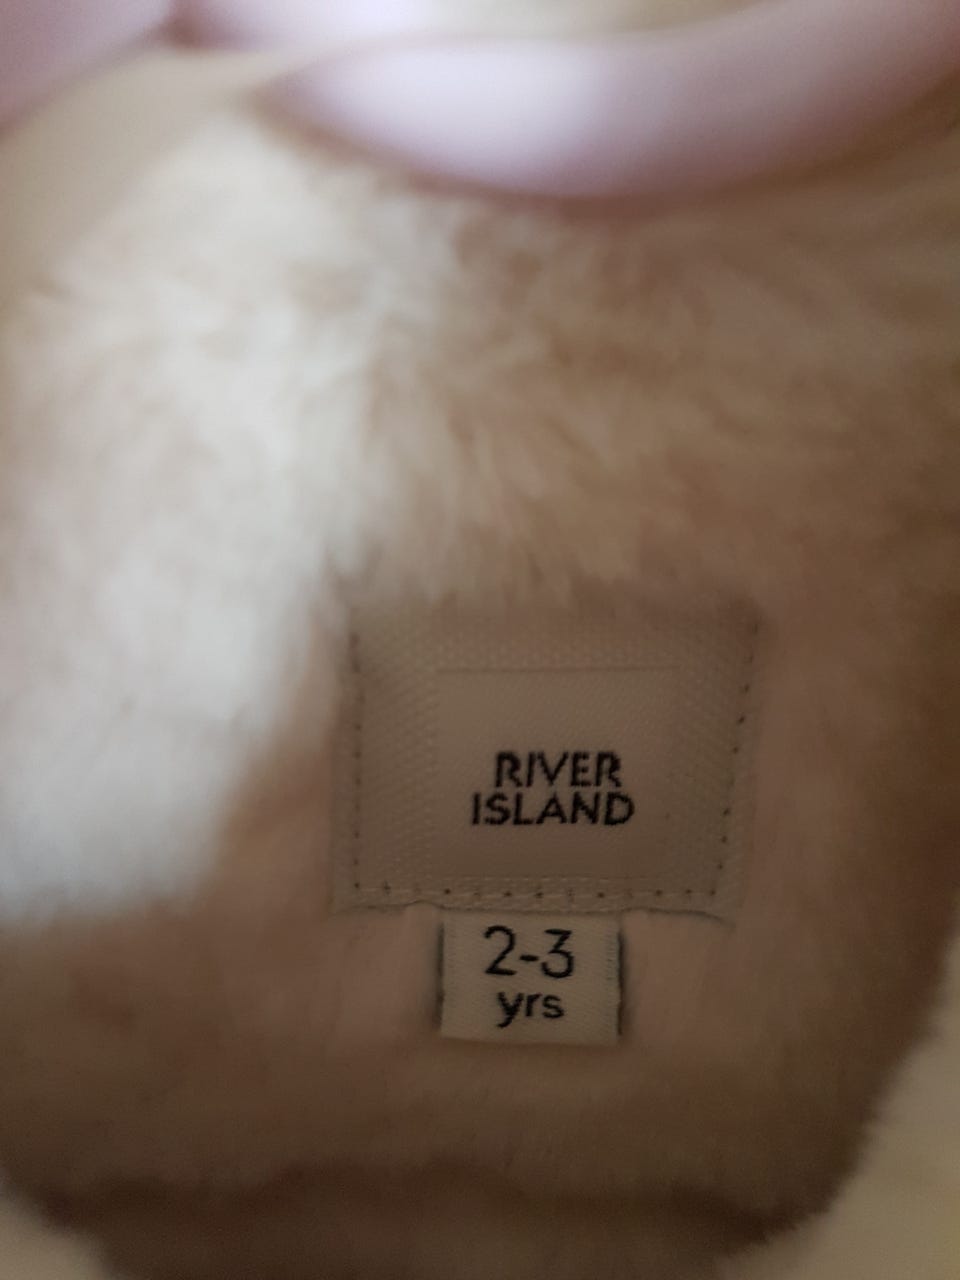 RIVER
ISLAND
2-3
yrs